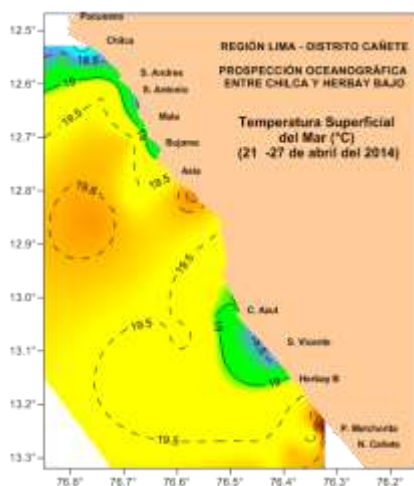 Pucusana
Chilca
S. Andres
S. Antonio
Mala
Bujama
Asia
C. Azul
S. Vicente
Herbay B
P. Melchorita
N. Cañete
REGIÓN LIMA - DISTRITO CAÑETE
PROSPECCIÓN OCEANOGRÁFICA
ENTRE CHILCA Y HERBAY BAJO
Temperatura Superficial
del Mar (°C)
(21 -27 de abril del 2014)
12.5°
12.6°
12.7°
12.8°
12.9°
13.0°
13.1°
13.2°
13.3°
19.5
19
19.5
19.5
19.5
19.5
19.5
19
19
19.5
76.8°
76.7°
76.6°
76.5°
76.4°
76.3°
76.2°